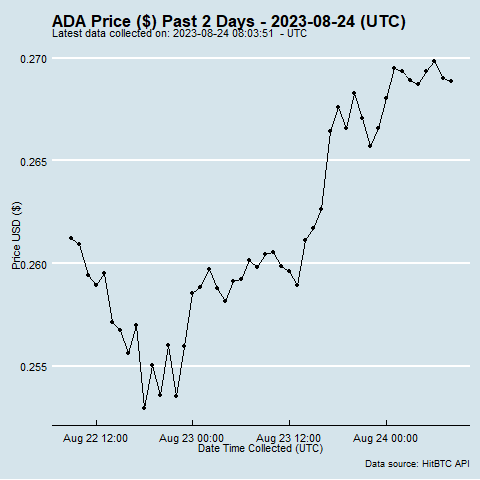 ADA Price ($) Past 2 Days - 2023-08-24 (UTC)
Latest data collected on: 2023-08-24 08:03:51  - UTC
0.270
0.265
0.260
0.255
Price USD ($)
Aug 22 12:00 Aug 23 00:00 Aug 23 12:00 Aug 24 00:00
Date Time Collected (UTC)
Data source: HitBTC API